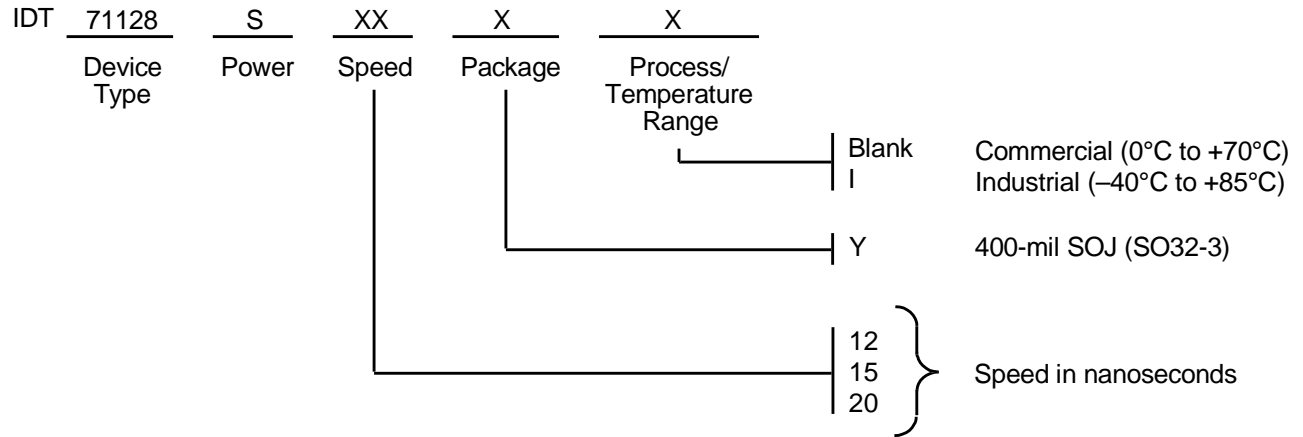 IDT 71128 S XX X X
Device Type Power Speed Package Process/ Temperature Range
Blank Commercial (0°C to +70°C)
I Industrial (–40°C to +85°C)
Y 400-mil SOJ (SO32-3)
12
15 Speed in nanoseconds
20